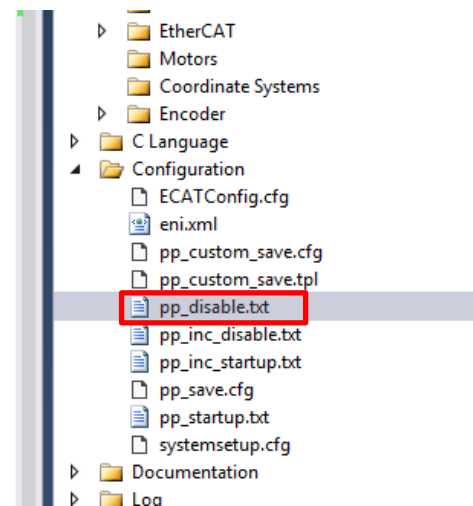 EtherCAT
Motors
Coordinate Systems
Encoder
C Language
Configuration
ECATConfig.cfg
eni.xml
pp_custom_save.cfg
pp_custom_save.tpl
pp_disable.txt
pp_inc_disable.txt
pp_inc_startup.txt
pp_save.cfg
pp_startup.txt
systemsetup.cfg
Documentation
Log